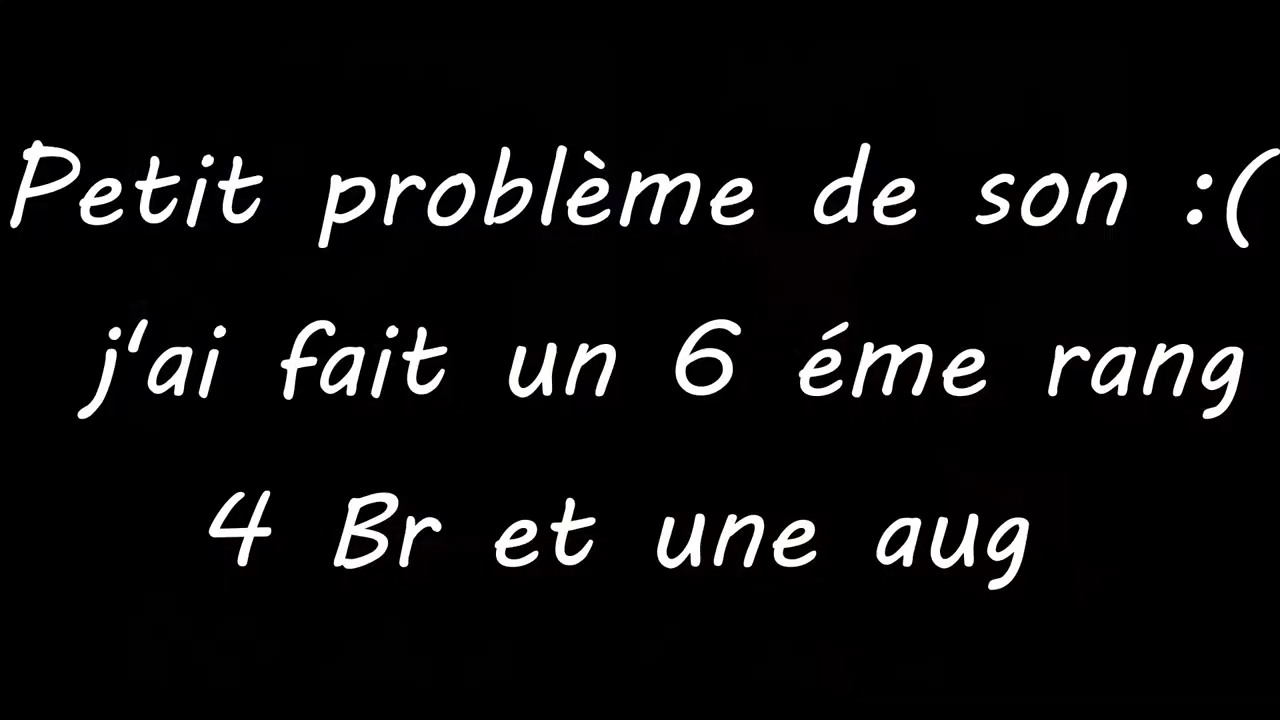 Petit problème de son :(
j'ai fait un 6 éme rang
4 Br et une aug